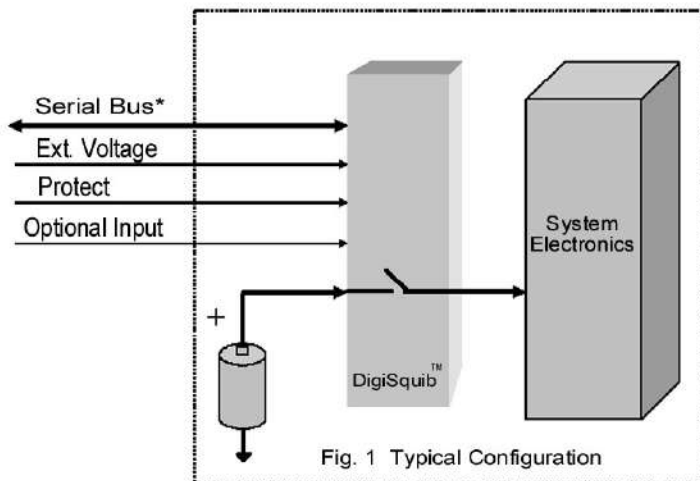 Serial Bus*
Ext. Voltage
Protect
Optional Input
System
Electronics
+
DigiSquib™
Fig. 1 Typical Configuration